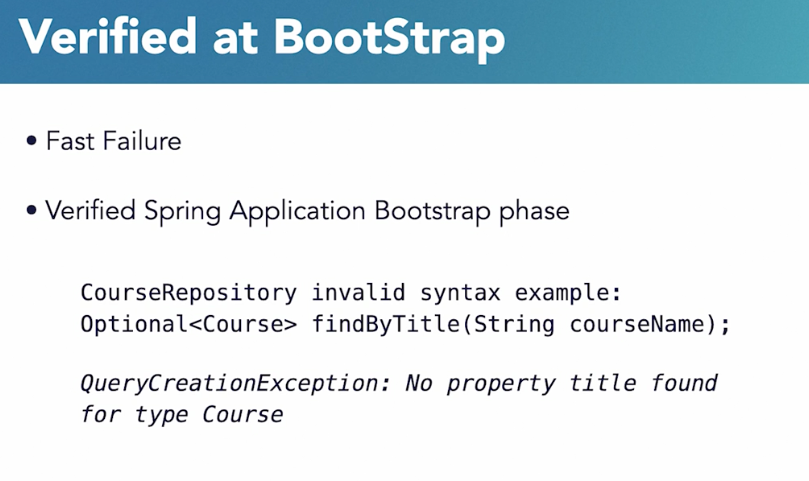 Verified at BootStrap
• Fast Failure
• Verified Spring Application Bootstrap phase
CourseRepository invalid syntax example:
Optional<Course> findByTitle(String courseName);
QueryCreationException: No property title found
for type Course